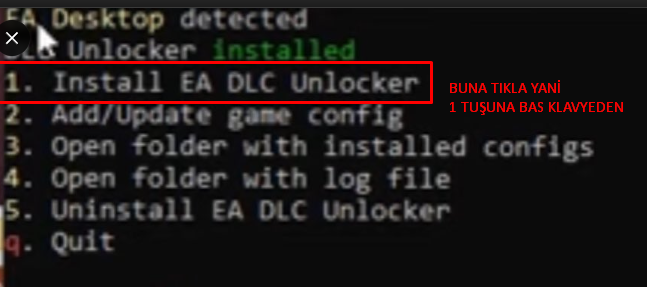 EA Desktop detected
Unlocker installed
1. Install EA DLC Unlocker
BUNA TIKLA YANİ
1 TUŞUNA BAS KLAVYEDEN
2. Add/Update game config
3. Open folder with installed configs
4. Open folder with log file
5. Uninstall EA DLC Unlocker
q. Quit